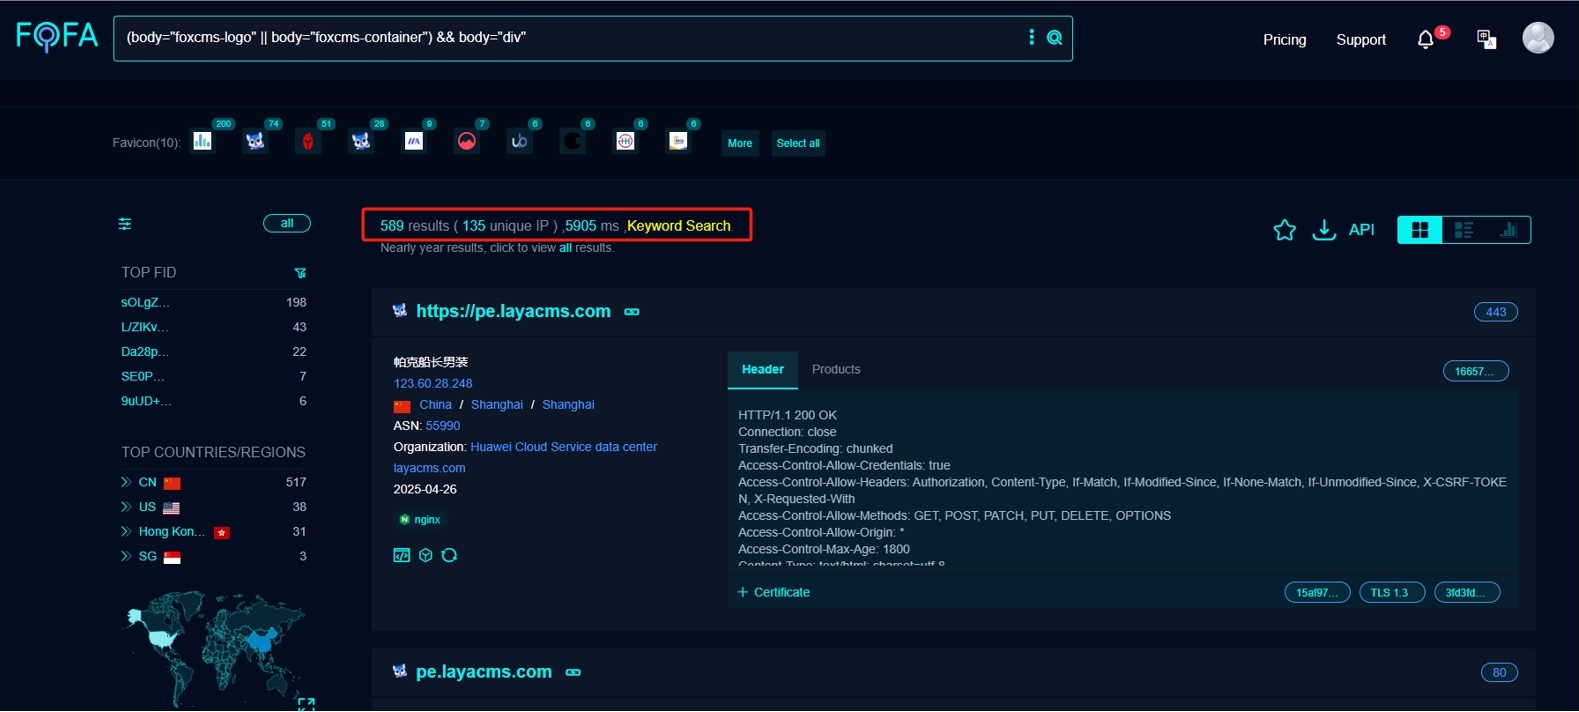 FOFA
(body="foxcms-logo" || body="foxcms-container") && body="div"
Pricing
Support
5
Favicon(10):
200
74
51
28
9
7
6
6
6
6
More
Select all
all
589 results ( 135 unique IP ) ,5905 ms ,Keyword Search.
Nearly year results, click to view all results.
API
TOP FID
sOLgZ... 198
L/ZIKv... 43
Da28p... 22
SE0P... 7
9uUD+... 6
TOP COUNTRIES/REGIONS
CN 517
US 38
Hong Kon... 31
SG 3
https://pe.layacms.com
443
帕克船长男装
123.60.28.248
China / Shanghai / Shanghai
ASN: 55990
Organization: Huawei Cloud Service data center
layacms.com
2025-04-26
nginx
Header
Products
16657...
HTTP/1.1 200 OK
Connection: close
Transfer-Encoding: chunked
Access-Control-Allow-Credentials: true
Access-Control-Allow-Headers: Authorization, Content-Type, If-Match, If-Modified-Since, If-None-Match, If-Unmodified-Since, X-CSRF-TOKE
N, X-Requested-With
Access-Control-Allow-Methods: GET, POST, PATCH, PUT, DELETE, OPTIONS
Access-Control-Allow-Origin: *
Access-Control-Max-Age: 1800
Content-Type: text/html; charset=utf-8
+ Certificate
15af97...
TLS 1.3
3fd3fd...
pe.layacms.com
80